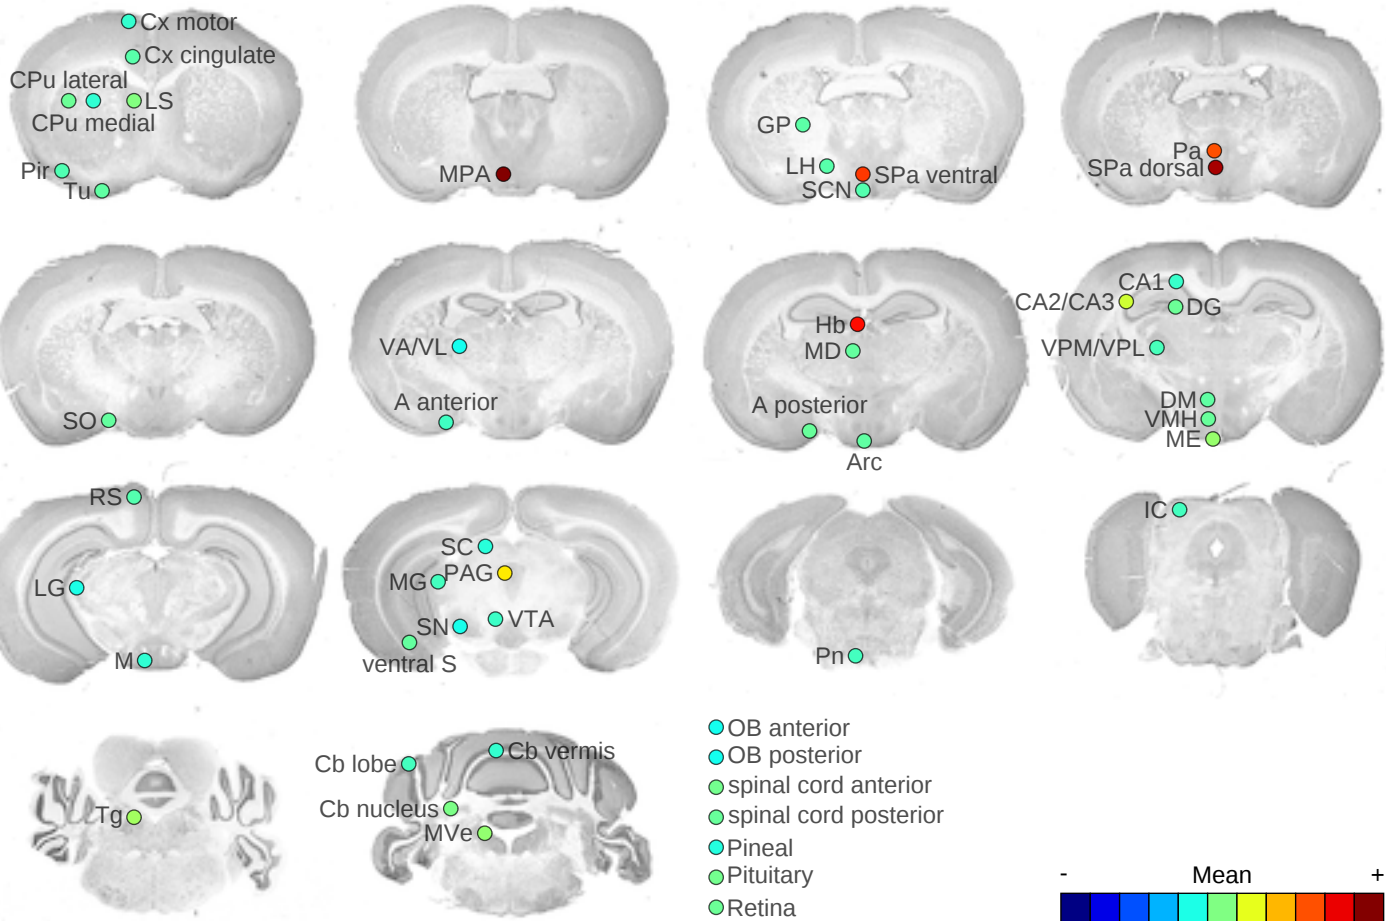 Cx motor
Cx cingulate
CPu lateral
LS
CPu medial
Pir
Tu
MPA
GP
LH
SPa ventral
SCN
Pa
SPa dorsal
SO
VA/VL
A anterior
Hb
MD
A posterior
Arc
CA1
CA2/CA3
DG
VPM/VPL
DM
VMH
ME
RS
LG
M
SC
PAG
MG
VTA
SN
ventral S
Pn
IC
Tg
Cb vermis
Cb lobe
Cb nucleus
MVe
OB anterior
OB posterior
spinal cord anterior
spinal cord posterior
Pineal
Pituitary
Retina
- Mean +